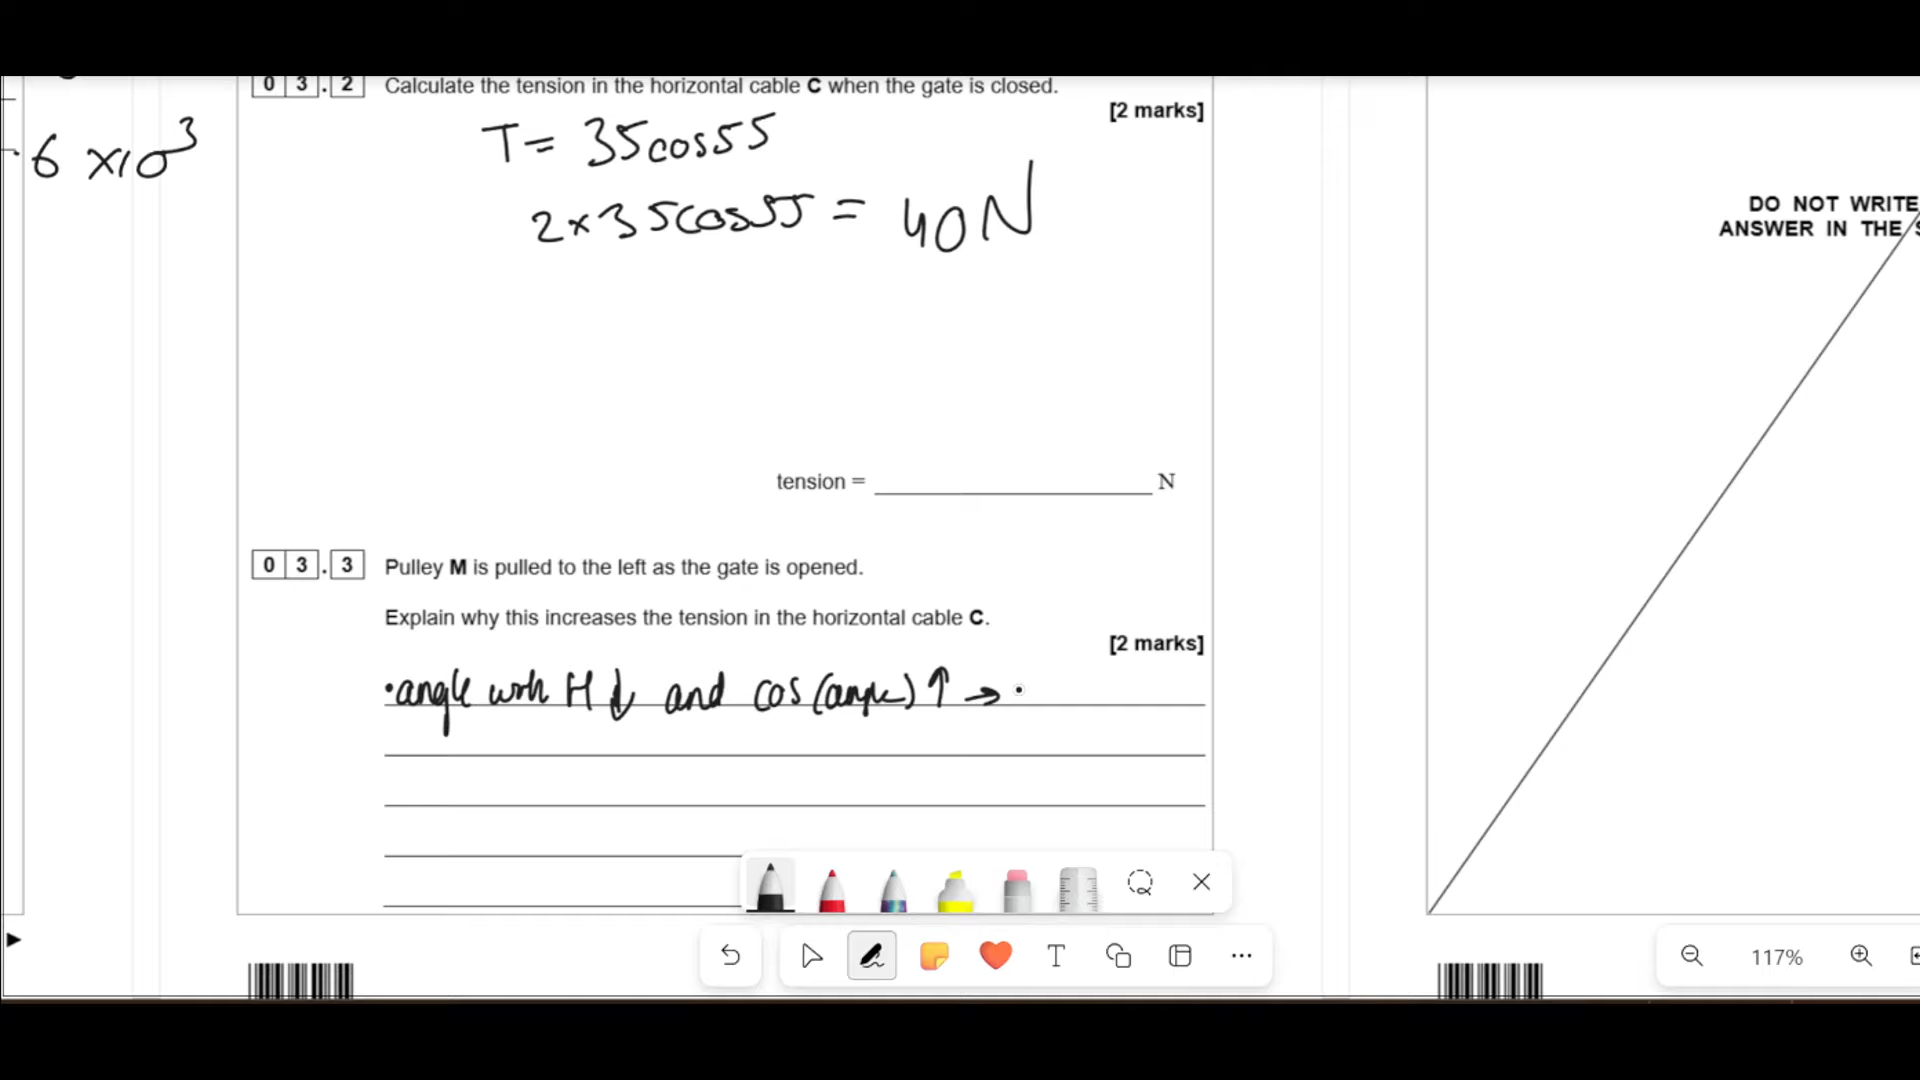 0 3 . 2 Calculate the tension in the horizontal cable C when the gate is closed.
[2 marks]
T = 35cos55
2×35cos55 = 40N
6 ×10³
DO NOT WRITE
ANSWER IN THE S
tension = N
0 3 . 3 Pulley M is pulled to the left as the gate is opened.
Explain why this increases the tension in the horizontal cable C.
[2 marks]
•angle with H ↓ and cos(angle)↑ →
117%